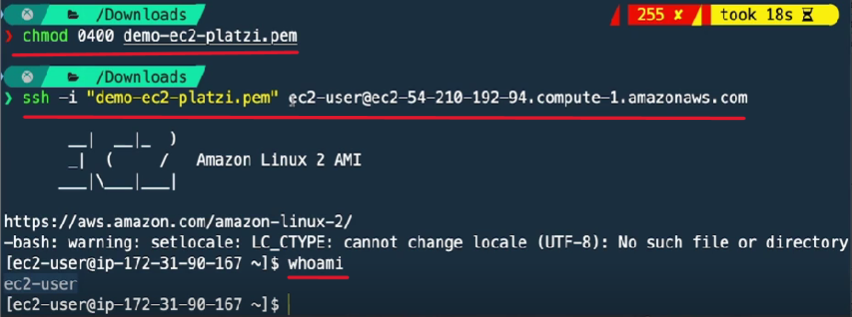 /Downloads 255 ✘ took 18s
❯ chmod 0400 demo-ec2-platzi.pem
/Downloads
❯ ssh -i "demo-ec2-platzi.pem" ec2-user@ec2-54-210-192-94.compute-1.amazonaws.com
__| __|_ )
_| ( / Amazon Linux 2 AMI
___|\___|___|
https://aws.amazon.com/amazon-linux-2/
-bash: warning: setlocale: LC_CTYPE: cannot change locale (UTF-8): No such file or directory
[ec2-user@ip-172-31-90-167 ~]$ whoami
ec2-user
[ec2-user@ip-172-31-90-167 ~]$